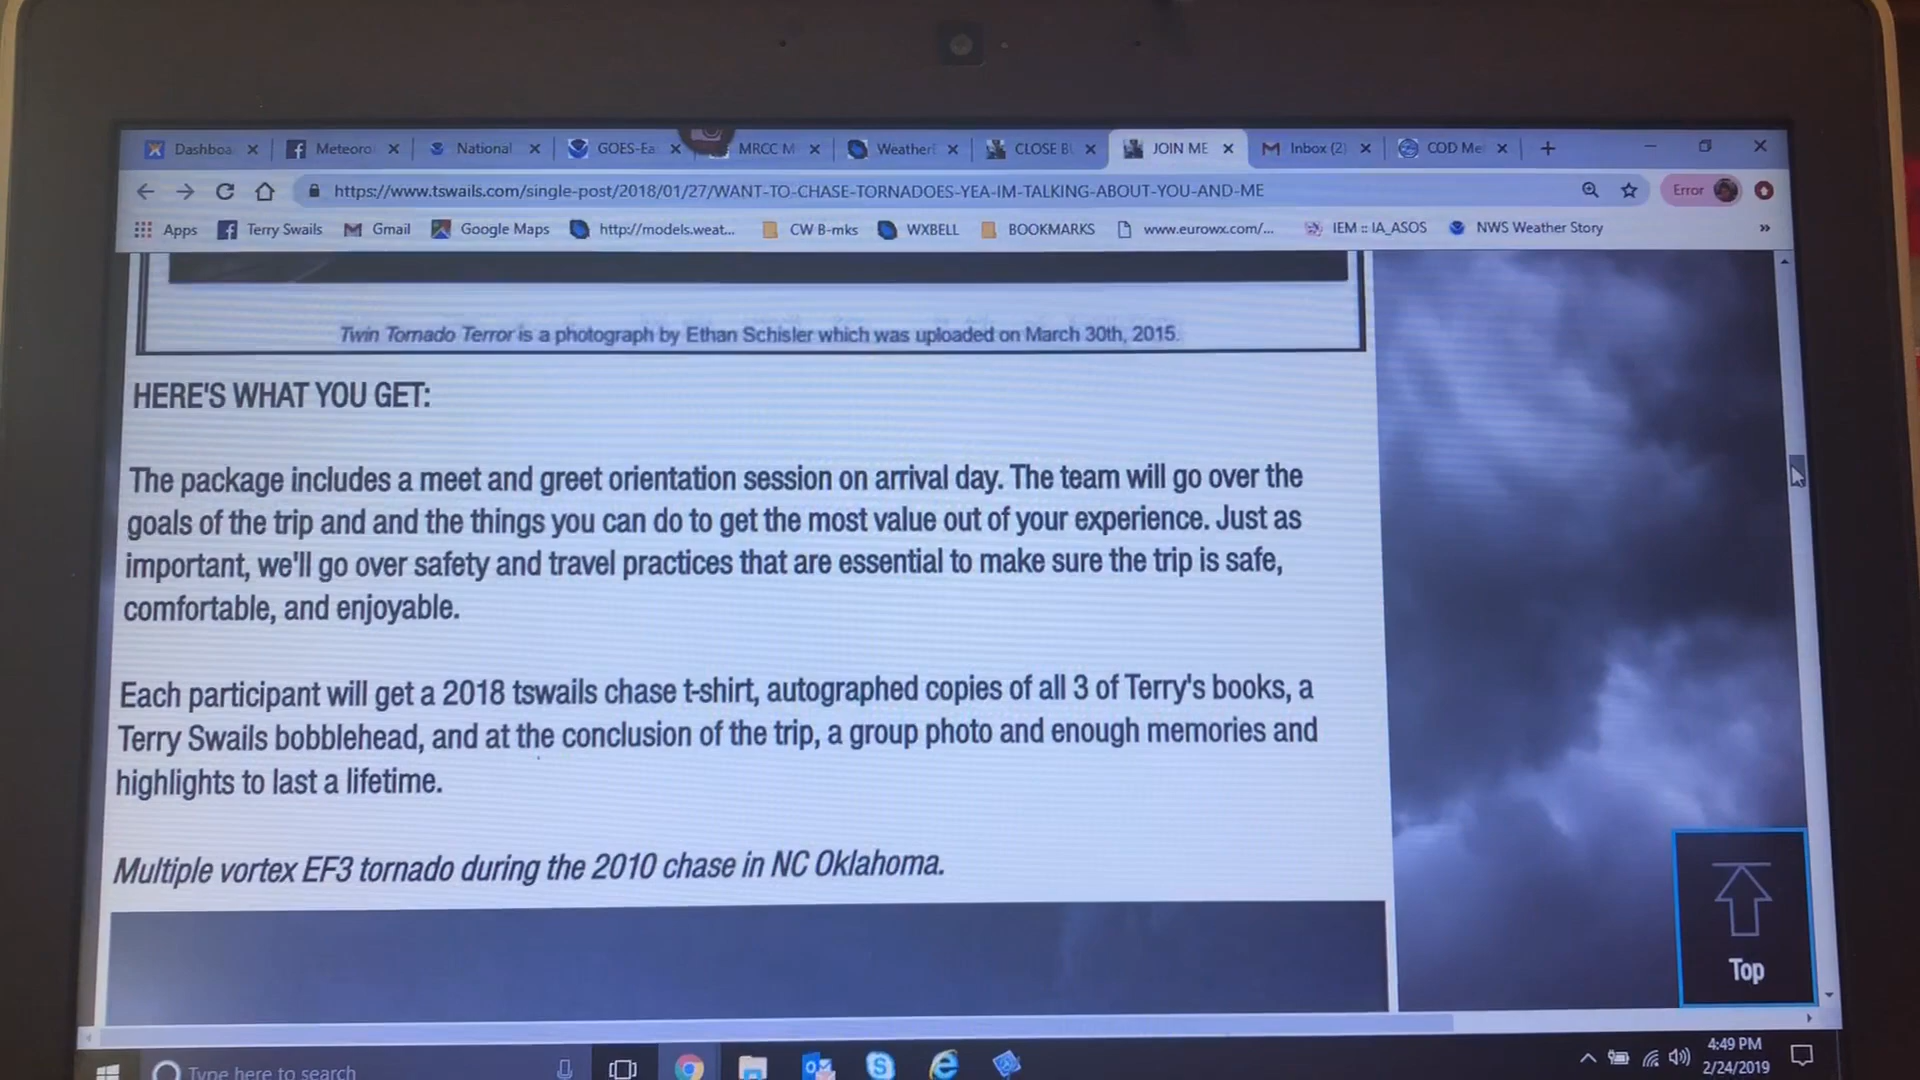 Dashboa
Meteoro
National
GOES-Ea
MRCC M
Weather
CLOSE BU
JOIN ME
Inbox (2)
COD Me
https://www.tswails.com/single-post/2018/01/27/WANT-TO-CHASE-TORNADOES-YEA-IM-TALKING-ABOUT-YOU-AND-ME
Error
Apps
Terry Swails
Gmail
Google Maps
http://models.weat...
CW B-mks
WXBELL
BOOKMARKS
www.eurowx.com/...
IEM :: IA_ASOS
NWS Weather Story
»
Twin Tornado Terror is a photograph by Ethan Schisler which was uploaded on March 30th, 2015.
HERE'S WHAT YOU GET:
The package includes a meet and greet orientation session on arrival day. The team will go over the
goals of the trip and and the things you can do to get the most value out of your experience. Just as
important, we'll go over safety and travel practices that are essential to make sure the trip is safe,
comfortable, and enjoyable.
Each participant will get a 2018 tswails chase t-shirt, autographed copies of all 3 of Terry's books, a
Terry Swails bobblehead, and at the conclusion of the trip, a group photo and enough memories and
highlights to last a lifetime.
Multiple vortex EF3 tornado during the 2010 chase in NC Oklahoma.
Top
Type here to search
4:49 PM
2/24/2019